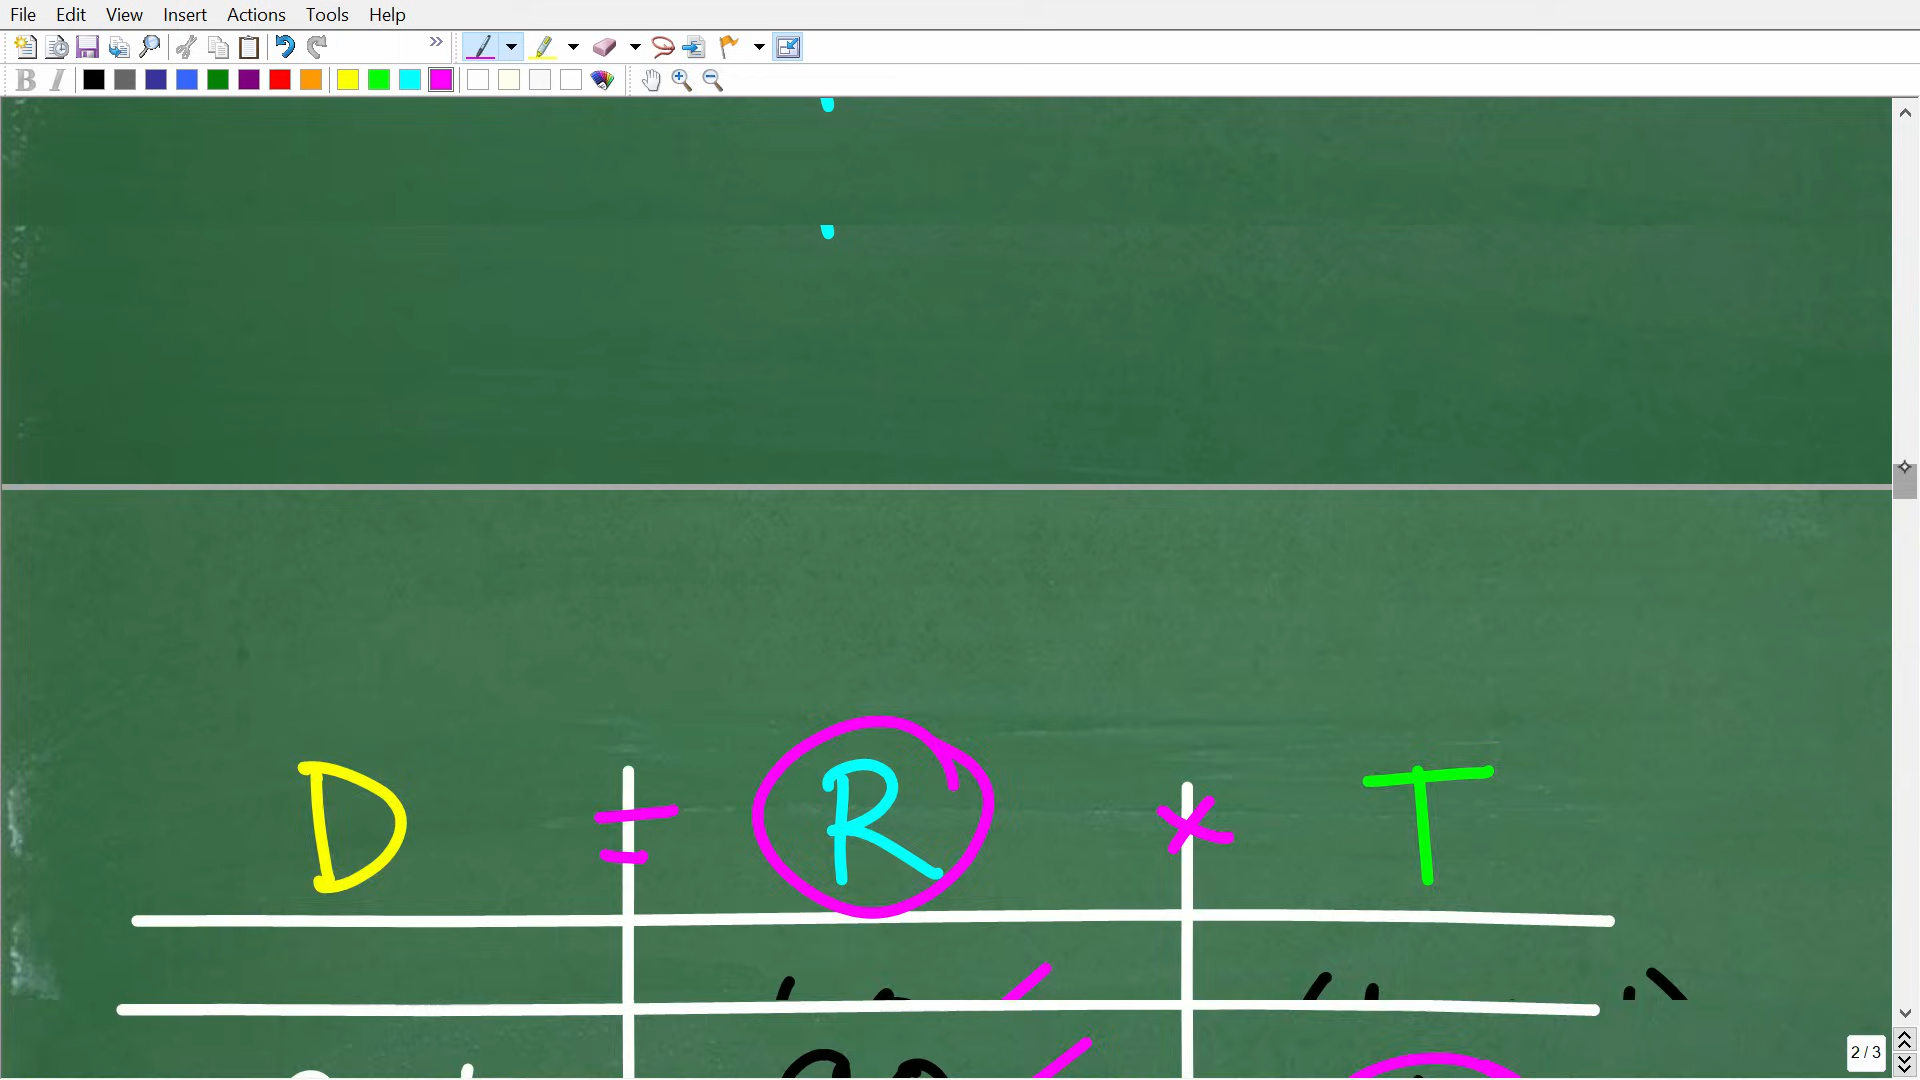 File Edit View Insert Actions Tools Help
B I
D = R × T
2 / 3